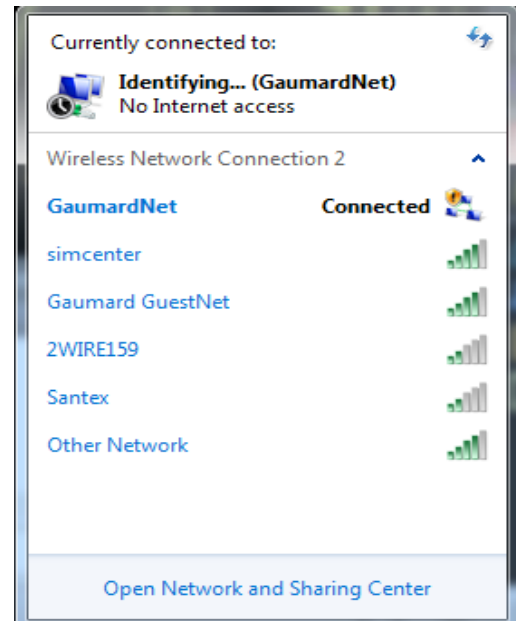 Currently connected to:
Identifying... (GaumardNet)
No Internet access
Wireless Network Connection 2
GaumardNet Connected
simcenter
Gaumard GuestNet
2WIRE159
Santex
Other Network
Open Network and Sharing Center